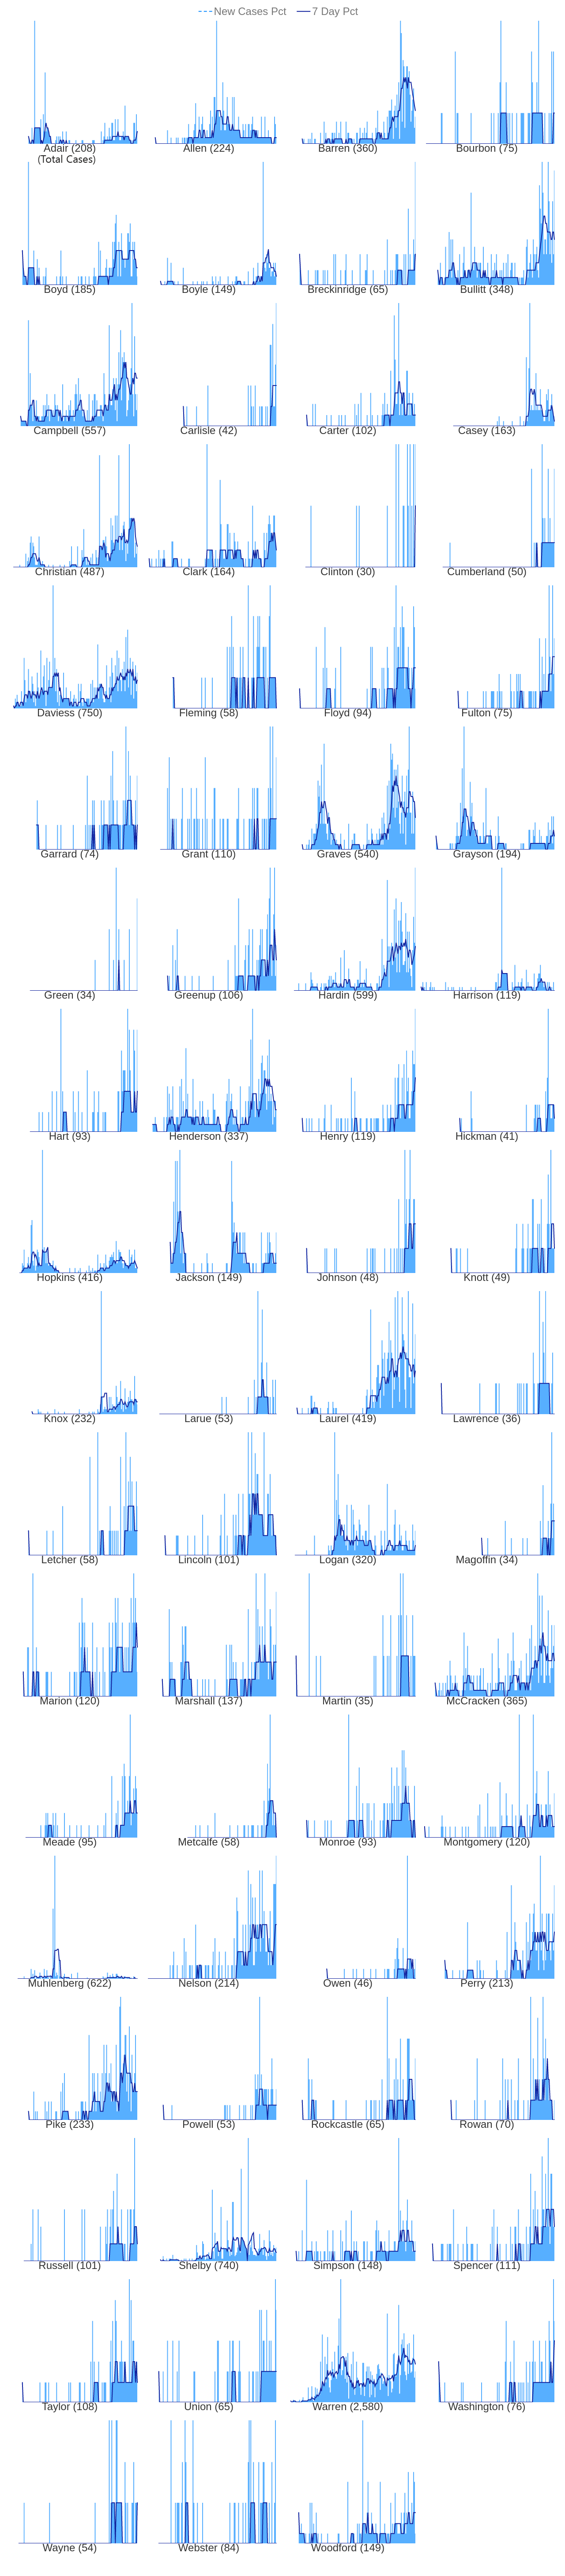 New Cases Pct 7 Day Pct
Adair (208) Allen (224) Barren (360) Bourbon (75)
(Total Cases)
Boyd (185) Boyle (149) Breckinridge (65) Bullitt (348)
Campbell (557) Carlisle (42) Carter (102) Casey (163)
Christian (487) Clark (164) Clinton (30) Cumberland (50)
Daviess (750) Fleming (58) Floyd (94) Fulton (75)
Garrard (74) Grant (110) Graves (540) Grayson (194)
Green (34) Greenup (106) Hardin (599) Harrison (119)
Hart (93) Henderson (337) Henry (119) Hickman (41)
Hopkins (416) Jackson (149) Johnson (48) Knott (49)
Knox (232) Larue (53) Laurel (419) Lawrence (36)
Letcher (58) Lincoln (101) Logan (320) Magoffin (34)
Marion (120) Marshall (137) Martin (35) McCracken (365)
Meade (95) Metcalfe (58) Monroe (93) Montgomery (120)
Muhlenberg (622) Nelson (214) Owen (46) Perry (213)
Pike (233) Powell (53) Rockcastle (65) Rowan (70)
Russell (101) Shelby (740) Simpson (148) Spencer (111)
Taylor (108) Union (65) Warren (2,580) Washington (76)
Wayne (54) Webster (84) Woodford (149)